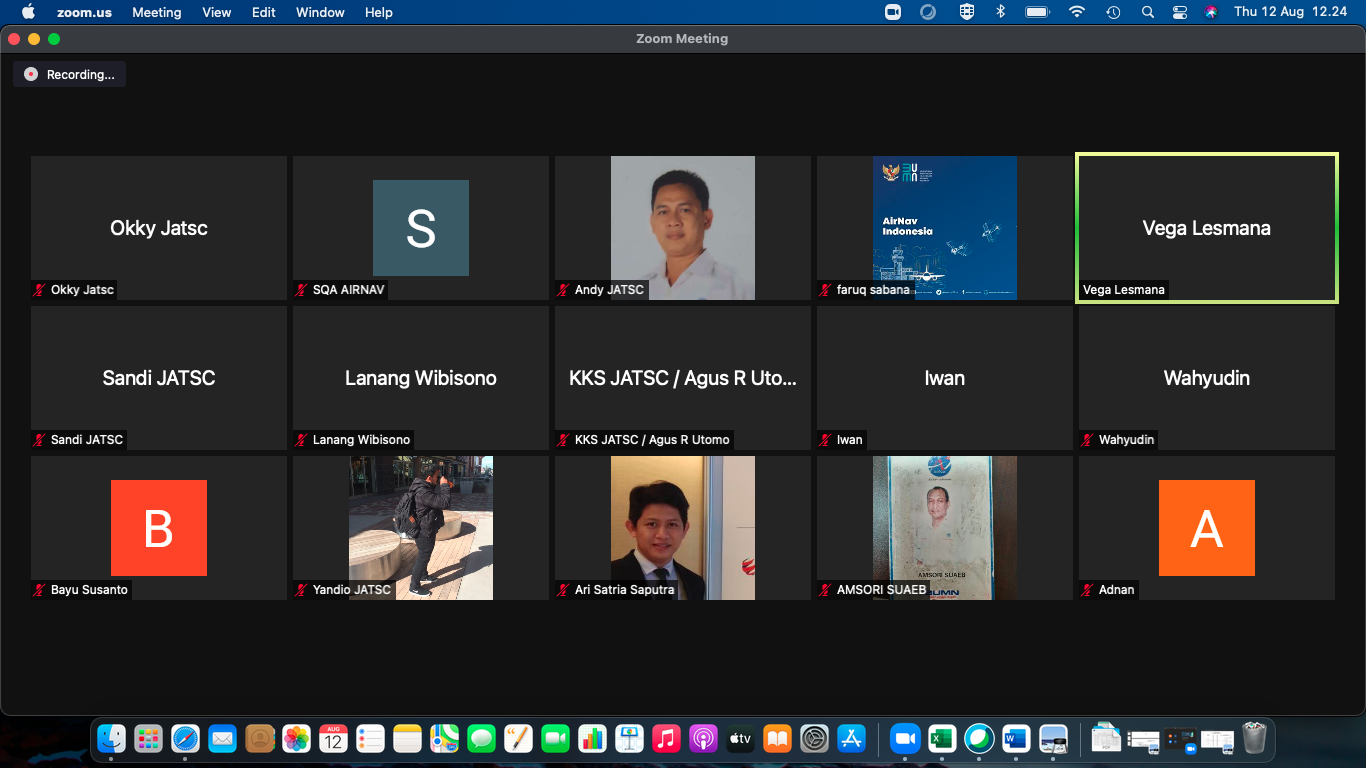 zoom.us Meeting View Edit Window Help Thu 12 Aug 12.24
Zoom Meeting
Recording...
Okky Jatsc
Okky Jatsc
S
SQA AIRNAV
Andy JATSC
AirNav
Indonesia
faruq sabana
Vega Lesmana
Vega Lesmana
Sandi JATSC
Sandi JATSC
Lanang Wibisono
Lanang Wibisono
KKS JATSC / Agus R Uto...
KKS JATSC / Agus R Utomo
Iwan
Iwan
Wahyudin
Wahyudin
B
Bayu Susanto
Yandio JATSC
Ari Satria Saputra
AMSORI SUAEB
AMSORI SUAEB
A
Adnan
AUG
12
tv